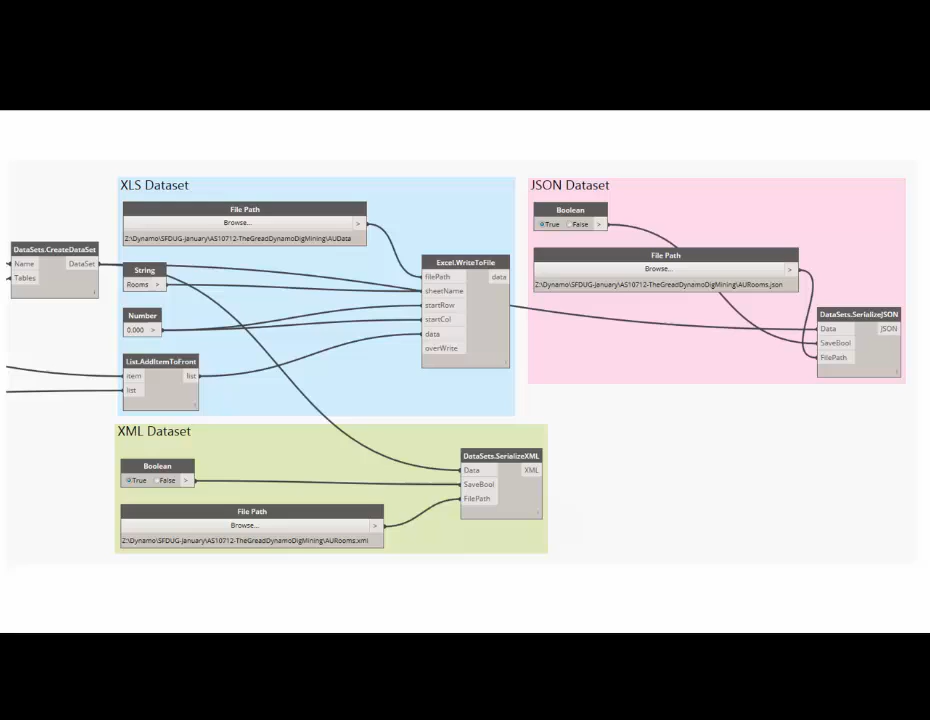 DataSets.CreateDataSet
Name DataSet
Tables
XLS Dataset
File Path
Browse... >
Z:\Dynamo\SFDUG-January\AS10712-TheGreadDynamoDigMining\AUData
String
Rooms >
Number
0.000 >
List.AddItemToFront
item list
list
Excel.WriteToFile
filePath data
sheetName
startRow
startCol
data
overWrite
JSON Dataset
Boolean
True False >
File Path
Browse... >
Z:\Dynamo\SFDUG-January\AS10712-TheGreadDynamoDigMining\AURooms.json
DataSets.SerializeJSON
Data JSON
SaveBool
FilePath
XML Dataset
Boolean
True False >
File Path
Browse... >
Z:\Dynamo\SFDUG-January\AS10712-TheGreadDynamoDigMining\AURooms.xml
DataSets.SerializeXML
Data XML
SaveBool
FilePath